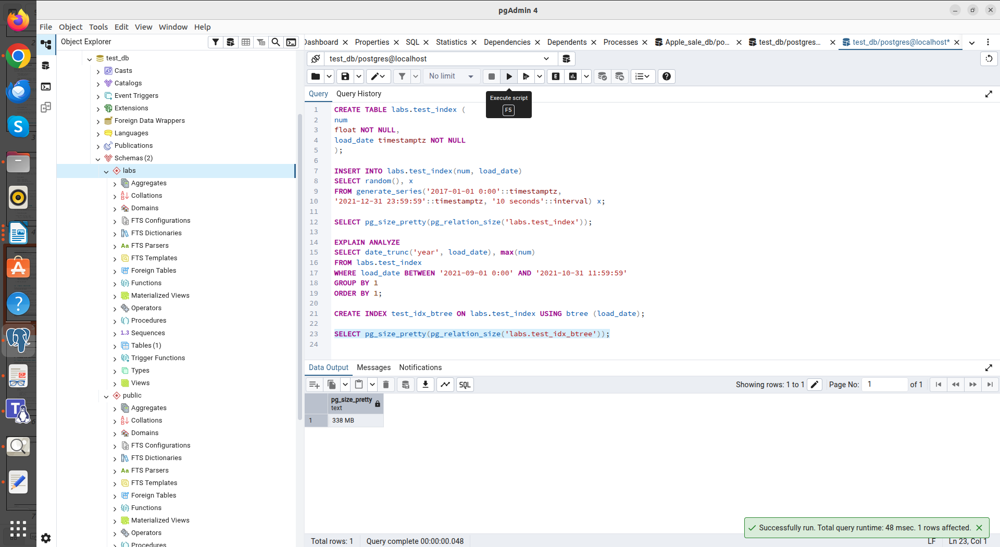 pgAdmin 4
File Object Tools Edit View Window Help
Object Explorer
Dashboard Properties SQL Statistics Dependencies Dependents Processes Apple_sale_db/po... test_db/postgres... test_db/postgres@localhost*
test_db/postgres@localhost
No limit
E
Execute script
F5
Query Query History
test_db
Casts
Catalogs
Event Triggers
Extensions
Foreign Data Wrappers
Languages
Publications
Schemas (2)
labs
Aggregates
Collations
Domains
FTS Configurations
FTS Dictionaries
Aa FTS Parsers
FTS Templates
Foreign Tables
Functions
Materialized Views
Operators
Procedures
1..3 Sequences
Tables (1)
Trigger Functions
Types
Views
public
Aggregates
Collations
Domains
FTS Configurations
FTS Dictionaries
Aa FTS Parsers
FTS Templates
Foreign Tables
Functions
Materialized Views
Operators
Procedures
1 CREATE TABLE labs.test_index (
2 num
3 float NOT NULL,
4 load_date timestamptz NOT NULL
5 );
6
7 INSERT INTO labs.test_index(num, load_date)
8 SELECT random(), x
9 FROM generate_series('2017-01-01 0:00'::timestamptz,
10 '2021-12-31 23:59:59'::timestamptz, '10 seconds'::interval) x;
11
12 SELECT pg_size_pretty(pg_relation_size('labs.test_index'));
13
14 EXPLAIN ANALYZE
15 SELECT date_trunc('year', load_date), max(num)
16 FROM labs.test_index
17 WHERE load_date BETWEEN '2021-09-01 0:00' AND '2021-10-31 11:59:59'
18 GROUP BY 1
19 ORDER BY 1;
20
21 CREATE INDEX test_idx_btree ON labs.test_index USING btree (load_date);
22
23 SELECT pg_size_pretty(pg_relation_size('labs.test_idx_btree'));
24
Data Output Messages Notifications
SQL Showing rows: 1 to 1 Page No: 1 of 1
pg_size_pretty
text
1 338 MB
Successfully run. Total query runtime: 48 msec. 1 rows affected.
Total rows: 1 Query complete 00:00:00.048 LF Ln 23, Col 1